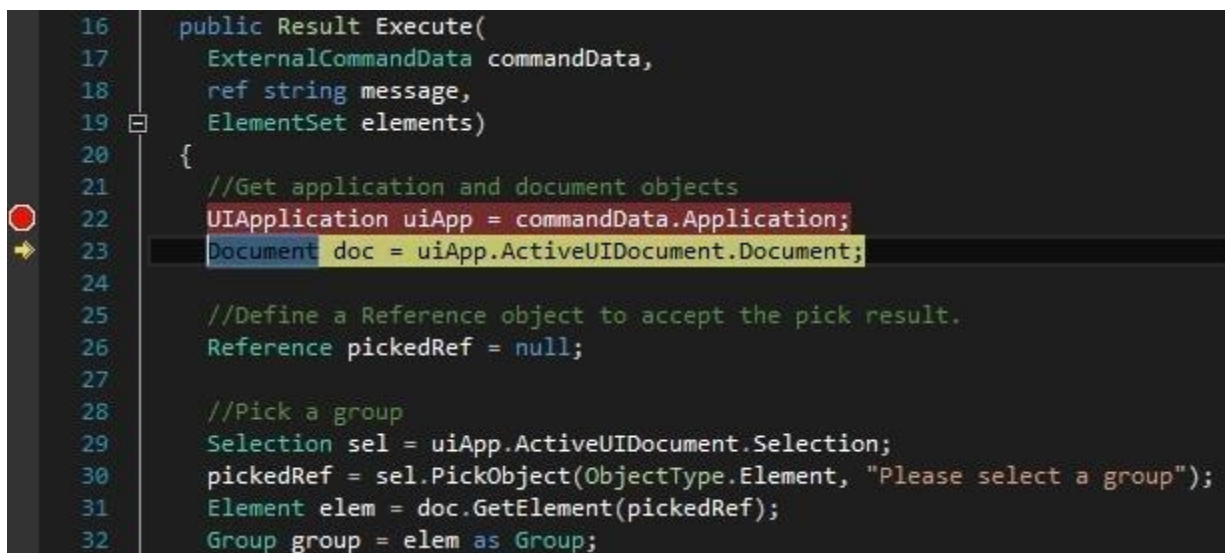 16 public Result Execute(
17 ExternalCommandData commandData,
18 ref string message,
19 ElementSet elements)
20 {
21 //Get application and document objects
22 UIApplication uiApp = commandData.Application;
23 Document doc = uiApp.ActiveUIDocument.Document;
24
25 //Define a Reference object to accept the pick result.
26 Reference pickedRef = null;
27
28 //Pick a group
29 Selection sel = uiApp.ActiveUIDocument.Selection;
30 pickedRef = sel.PickObject(ObjectType.Element, "Please select a group");
31 Element elem = doc.GetElement(pickedRef);
32 Group group = elem as Group;